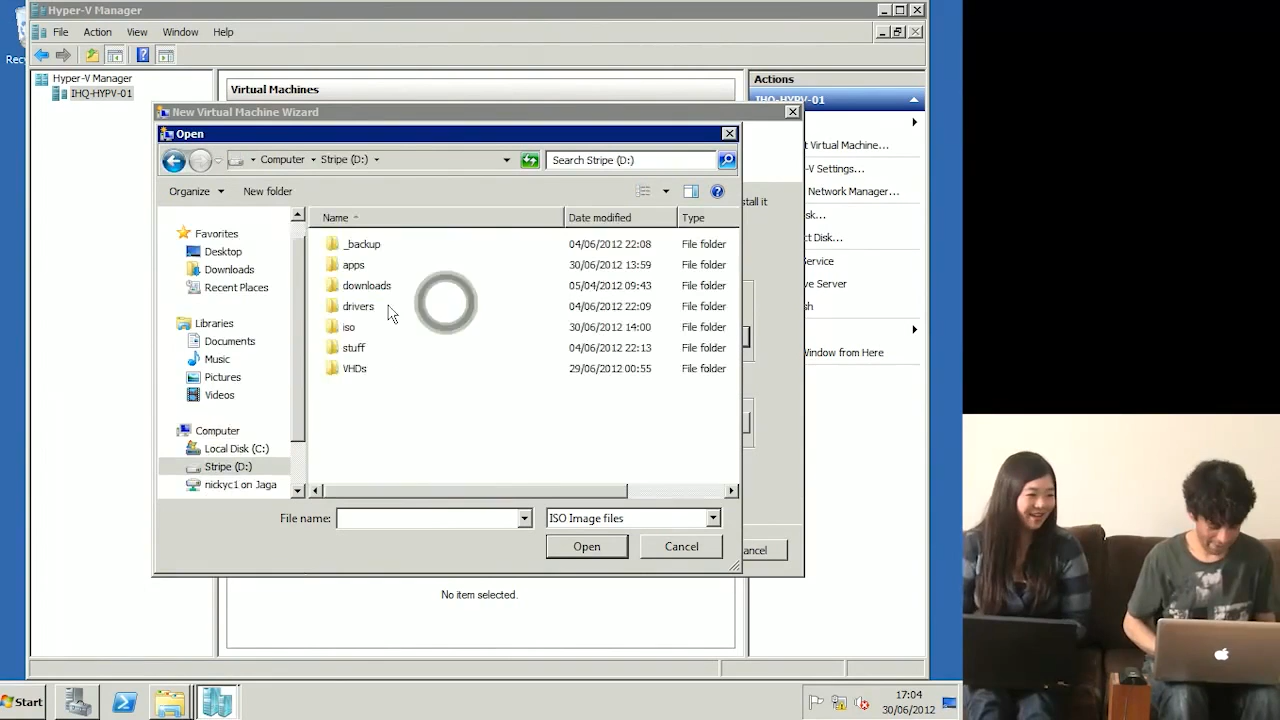 Hyper-V Manager
File Action View Window Help
Hyper-V Manager
IHQ-HYPV-01
Virtual Machines
Actions
IHQ-HYPV-01
New Virtual Machine Wizard
Open
Computer Stripe (D:)
Search Stripe (D:)
Organize New folder
t Virtual Machine...
-V Settings...
Network Manager...
sk...
ct Disk...
Service
ve Server
Window from Here
stall it
Favorites
Desktop
Downloads
Recent Places
Libraries
Documents
Music
Pictures
Videos
Computer
Local Disk (C:)
Stripe (D:)
nickyc1 on Jaga
Name Date modified Type
_backup 04/06/2012 22:08 File folder
apps 30/06/2012 13:59 File folder
downloads 05/04/2012 09:43 File folder
drivers 04/06/2012 22:09 File folder
iso 30/06/2012 14:00 File folder
stuff 04/06/2012 22:13 File folder
VHDs 29/06/2012 00:55 File folder
File name: ISO Image files
Open Cancel
ancel
No item selected.
Start
17:04
30/06/2012